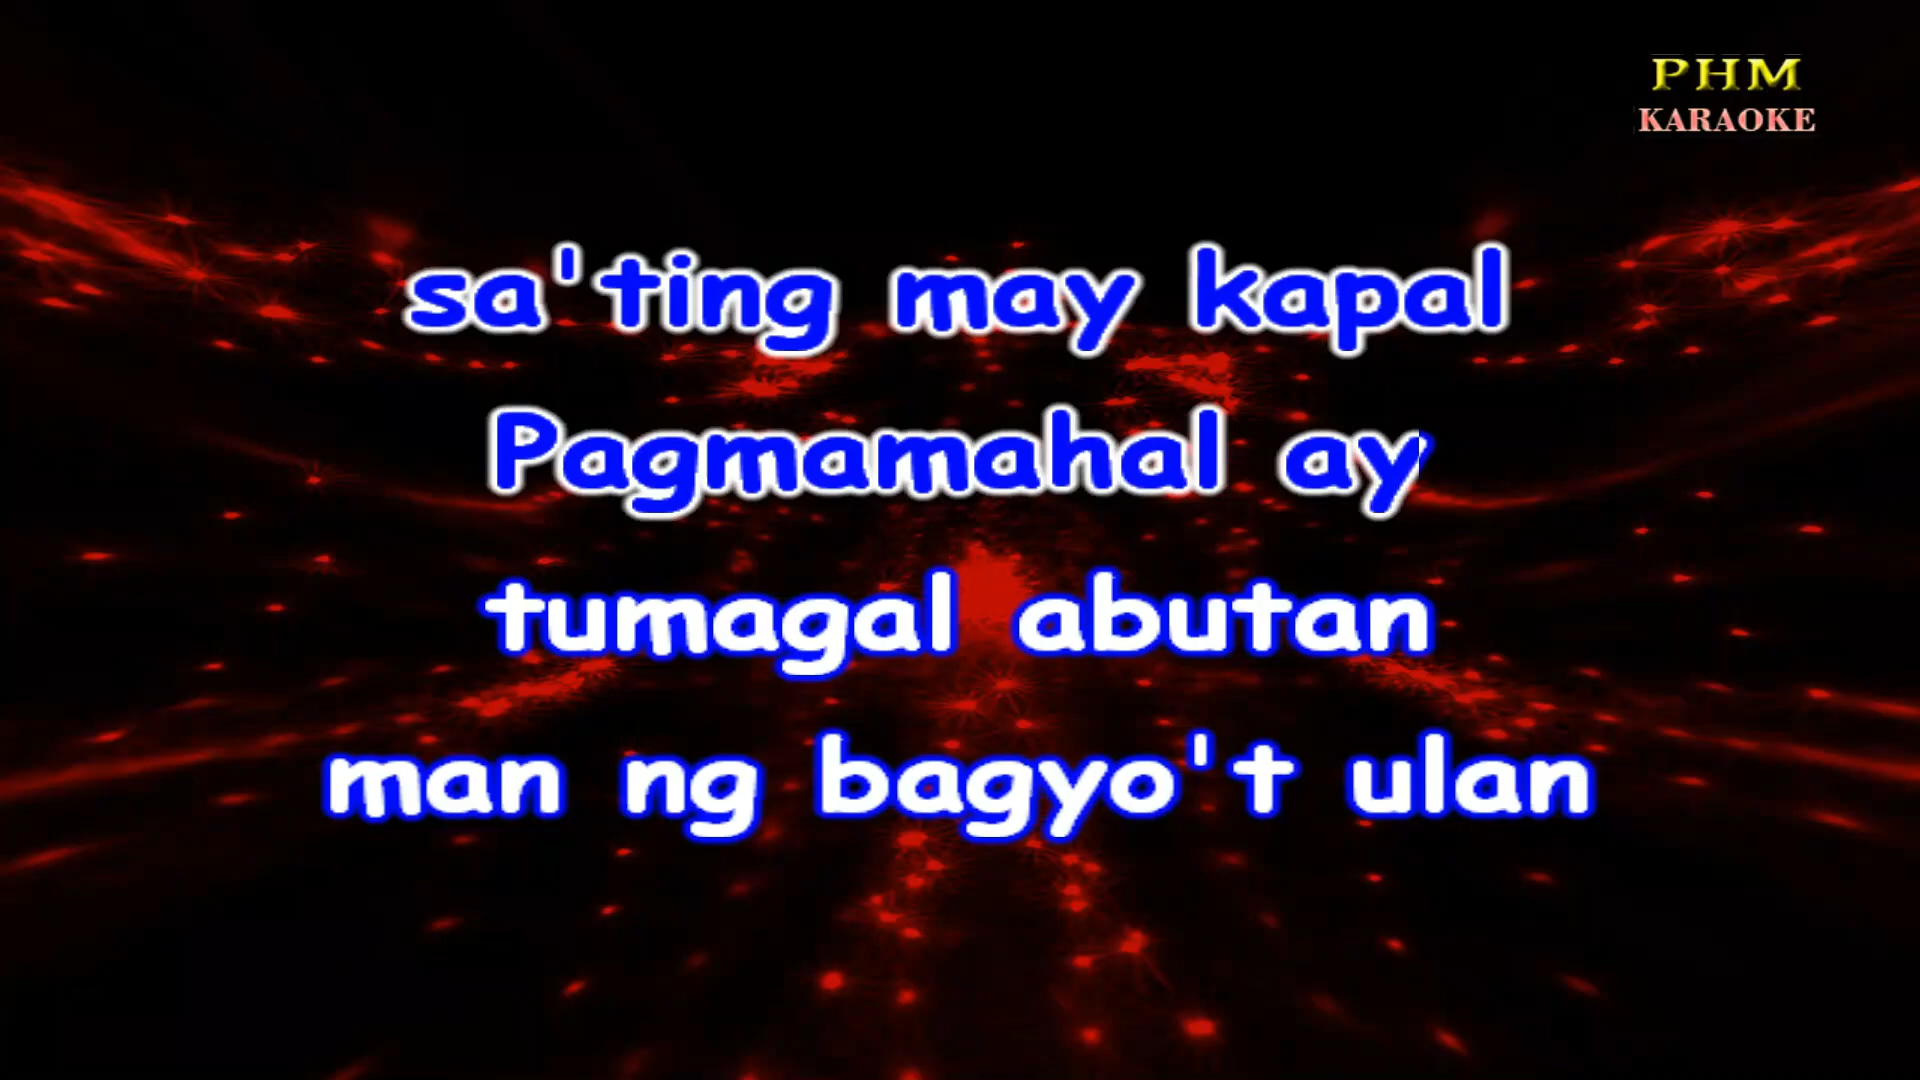 PHM
KARAOKE
sa'ting may kapal
Pagmamahal ay
tumagal abutan
man ng bagyo't ulan